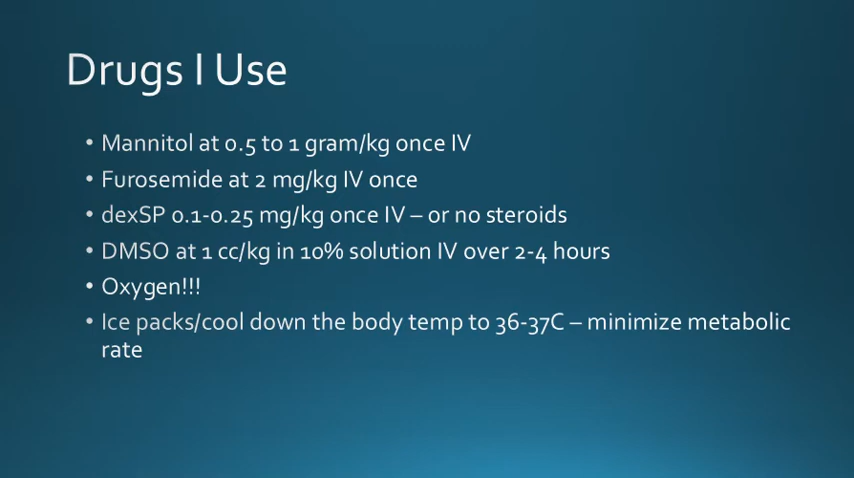 Drugs I Use
• Mannitol at 0.5 to 1 gram/kg once IV
• Furosemide at 2 mg/kg IV once
• dexSP 0.1-0.25 mg/kg once IV – or no steroids
• DMSO at 1 cc/kg in 10% solution IV over 2-4 hours
• Oxygen!!!
• Ice packs/cool down the body temp to 36-37C – minimize metabolic
rate